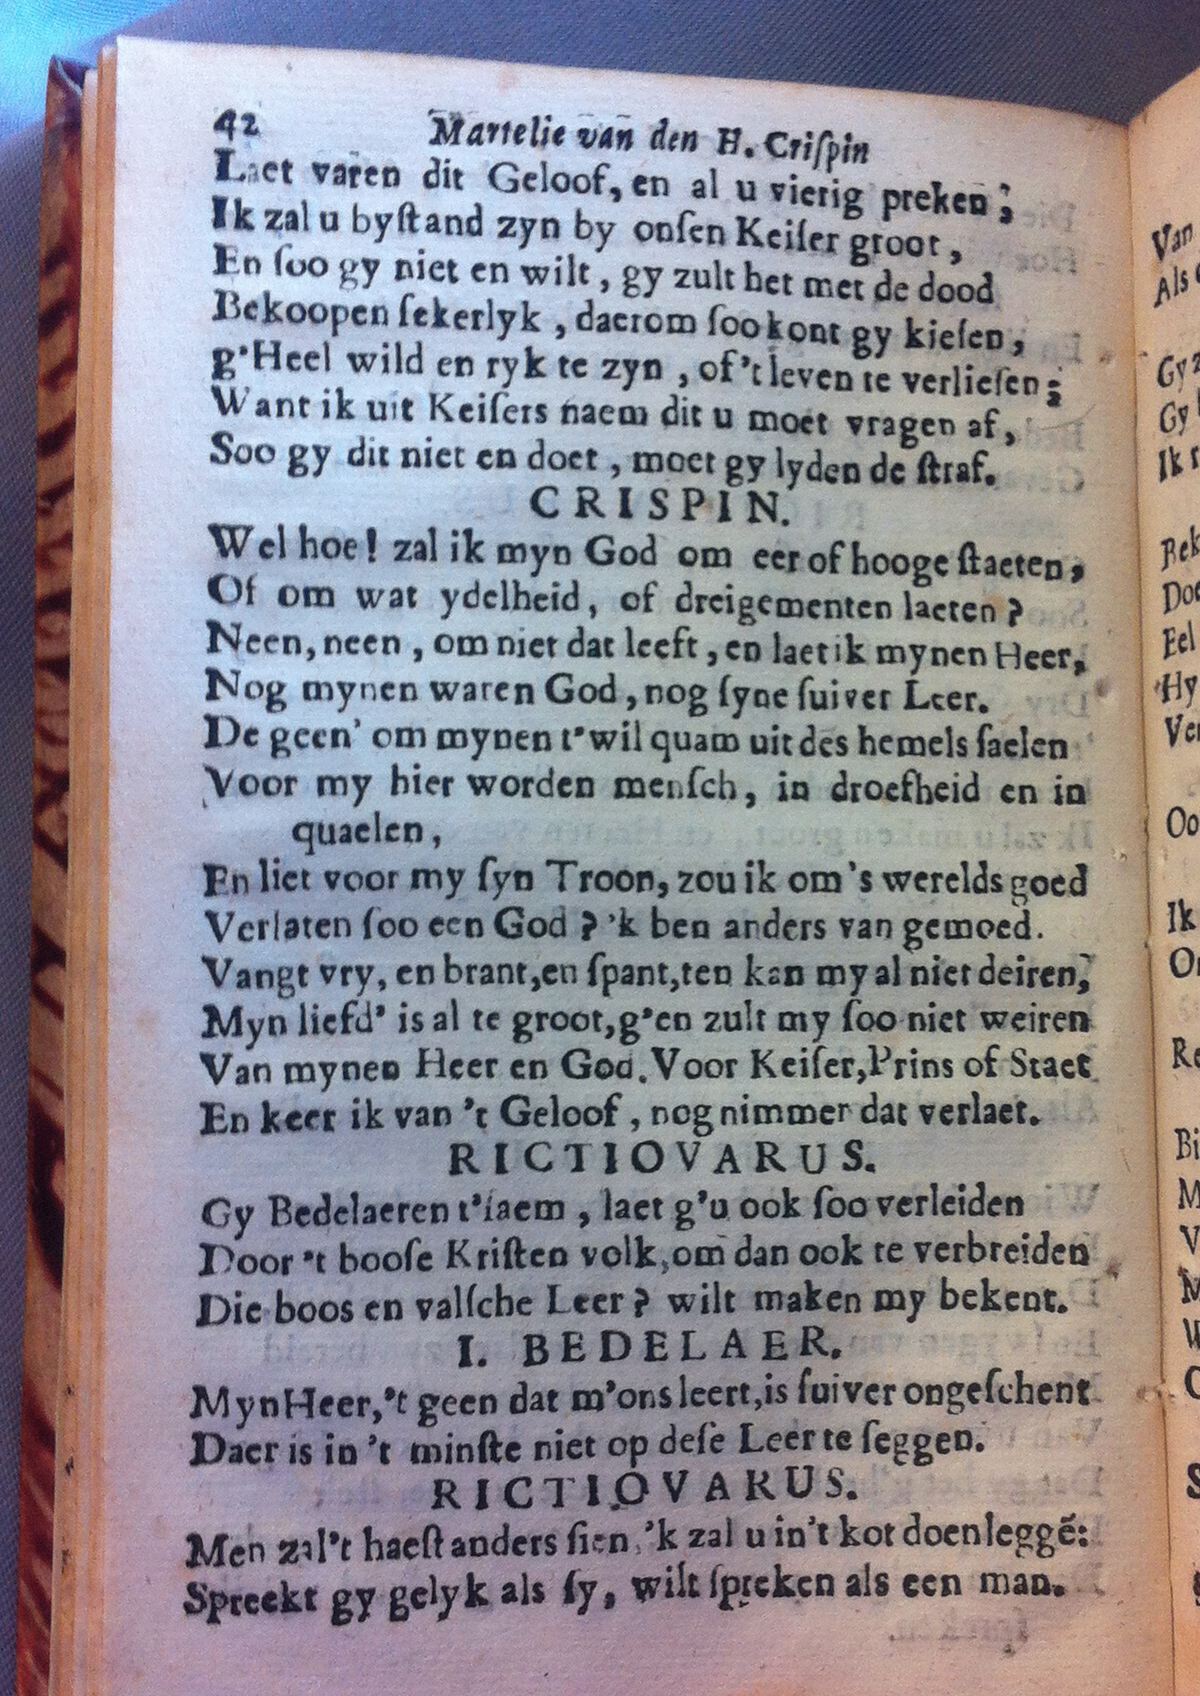 42 Martelie van den H. Criſpin
Laet varen dit Geloof, en al u vierig preken;
Ik zal u byſtand zyn by onſen Keiſer groot,
En ſoo gy niet en wilt, gy zult het met de dood
Bekoopen ſekerlyk, daerom ſoo kont gy kieſen,
g'Heel wild en ryk te zyn, of 't leven te verlieſen;
Want ik uit Keiſers naem dit u moet vragen af,
Soo gy dit niet en doet, moet gy lyden de ſtraf.
CRISPIN.
Wel hoe! zal ik myn God om eer of hooge ſtaeten,
Of om wat ydelheid, of dreigementen laeten?
Neen, neen, om niet dat leeft, en laet ik mynen Heer,
Nog mynen waren God, nog ſyne ſuiver Leer.
De geen' om mynen t'wil quam uit des hemels ſaelen
Voor my hier worden menſch, in droefheid en in
quaelen,
En liet voor my ſyn Troon, zou ik om 's werelds goed
Verlaten ſoo een God? 'k ben anders van gemoed.
Vangt vry, en brant, en ſpant, ten kan my al niet deiren,
Myn liefd' is al te groot, g'en zult my ſoo niet weiren
Van mynen Heer en God. Voor Keiſer, Prins of Staet
En keer ik van 't Geloof, nog nimmer dat verlaet.
RICTIOVARUS.
Gy Bedelaeren t'ſaem, laet g'u ook ſoo verleiden
Door 't booſe Kriſten volk, om dan ook te verbreiden
Die boos en valſche Leer? wilt maken my bekent.
I. BEDELAER.
Myn Heer, 't geen dat m'ons leert, is ſuiver ongeſchent
Daer is in 't minſte niet op deſe Leer te ſeggen.
RICTIOVARUS.
Men zal't haeſt anders ſien, 'k zal u in't kot doen leggẽ:
Spreekt gy gelyk als ſy, wilt ſpreken als een man.